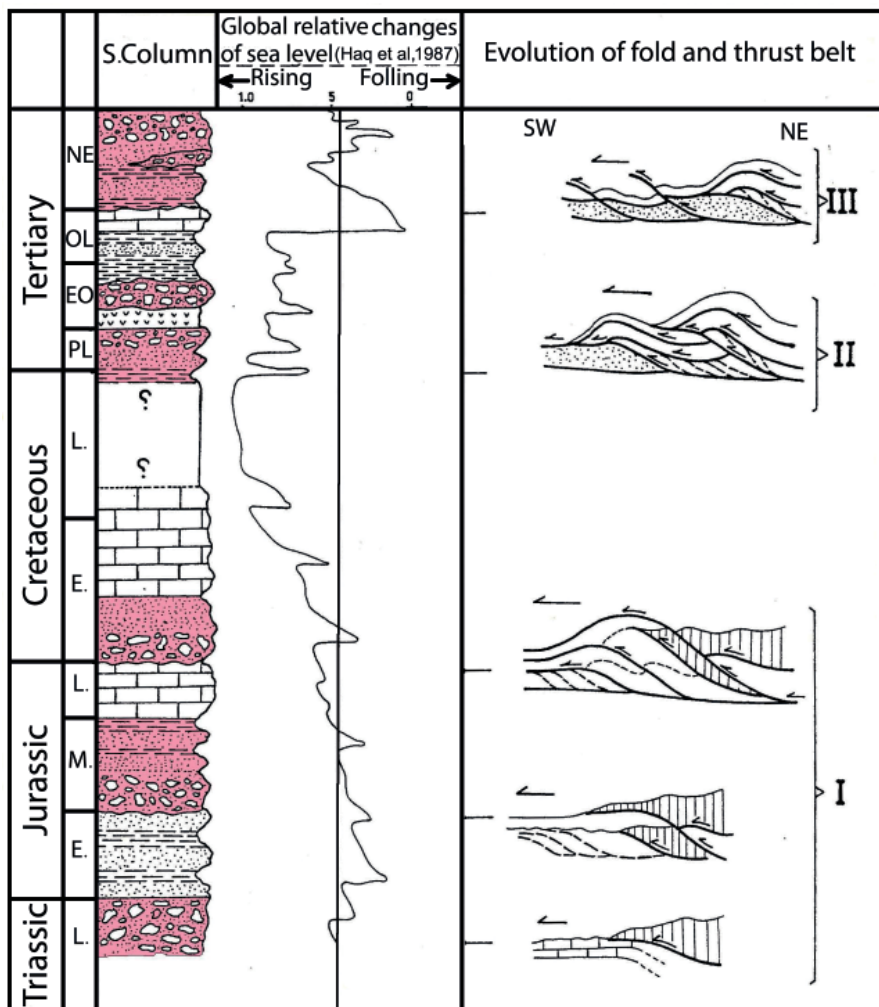 S.Column
Global relative changes
of sea level (Haq et al,1987)
Rising Folling
1.0 5 0
Evolution of fold and thrust belt
SW NE
Tertiary
NE
OL
EO
PL
Cretaceous
L.
E.
Jurassic
L.
M.
E.
Triassic
L.
?
?
III
II
I